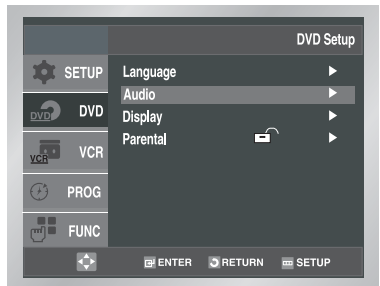 DVD Setup
SETUP
Language
Audio
DVD DVD
Display
Parental
VCR VCR
PROG
FUNC
ENTER RETURN SETUP